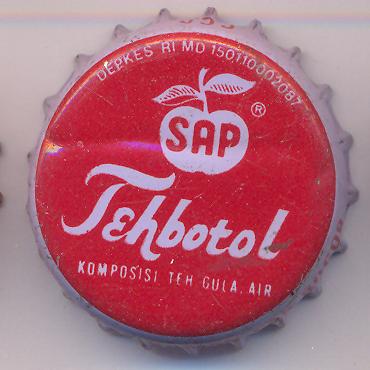 DEPKES RI MD 150110002087
SAP
®
Tehbotol
KOMPOSISI TEH GULA. AIR